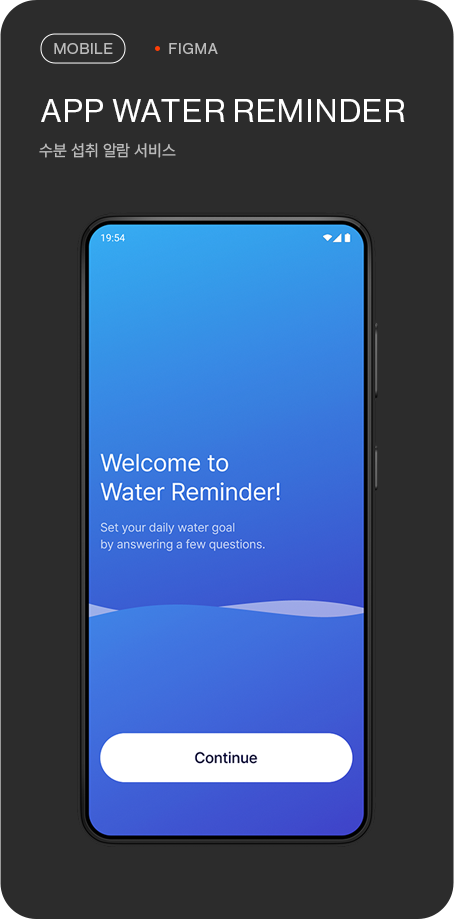 MOBILE
FIGMA
APP WATER REMINDER
수분 섭취 알람 서비스
19:54
Welcome to
Water Reminder!
Set your daily water goal
by answering a few questions.
Continue